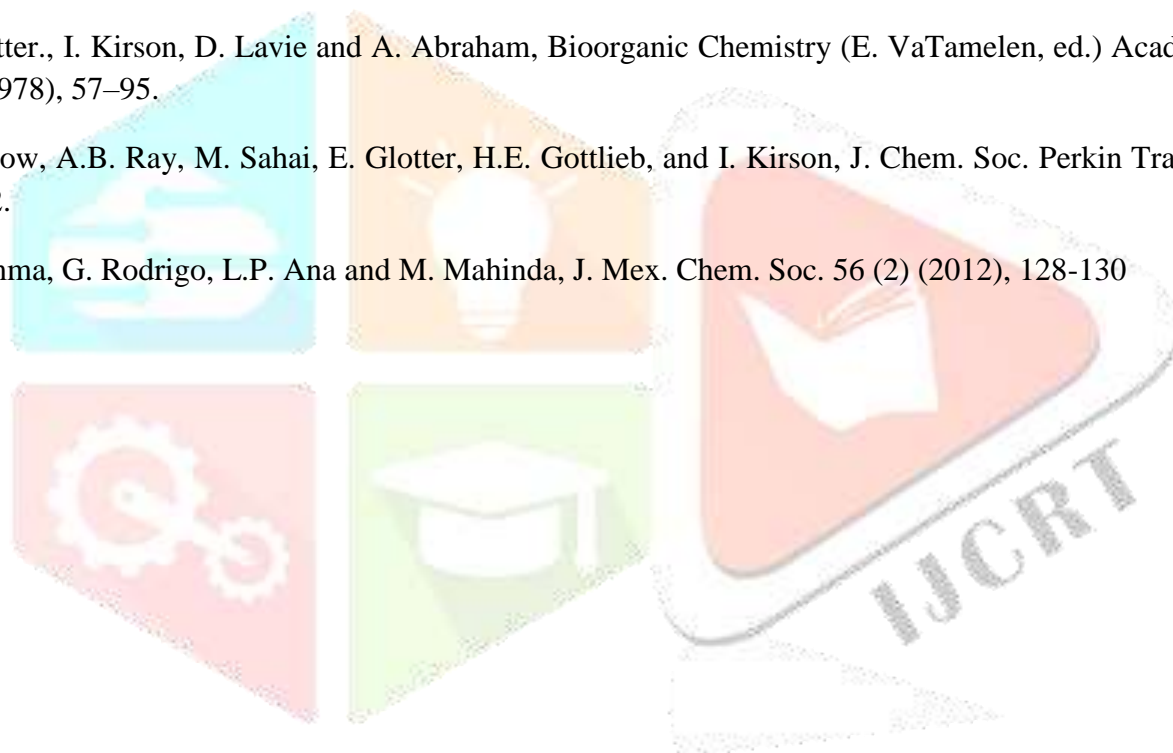 tter., I. Kirson, D. Lavie and A. Abraham, Bioorganic Chemistry (E. VaTamelen, ed.) Acad
978), 57–95.
ow, A.B. Ray, M. Sahai, E. Glotter, H.E. Gottlieb, and I. Kirson, J. Chem. Soc. Perkin Tra
2.
nma, G. Rodrigo, L.P. Ana and M. Mahinda, J. Mex. Chem. Soc. 56 (2) (2012), 128-130
IJCRT